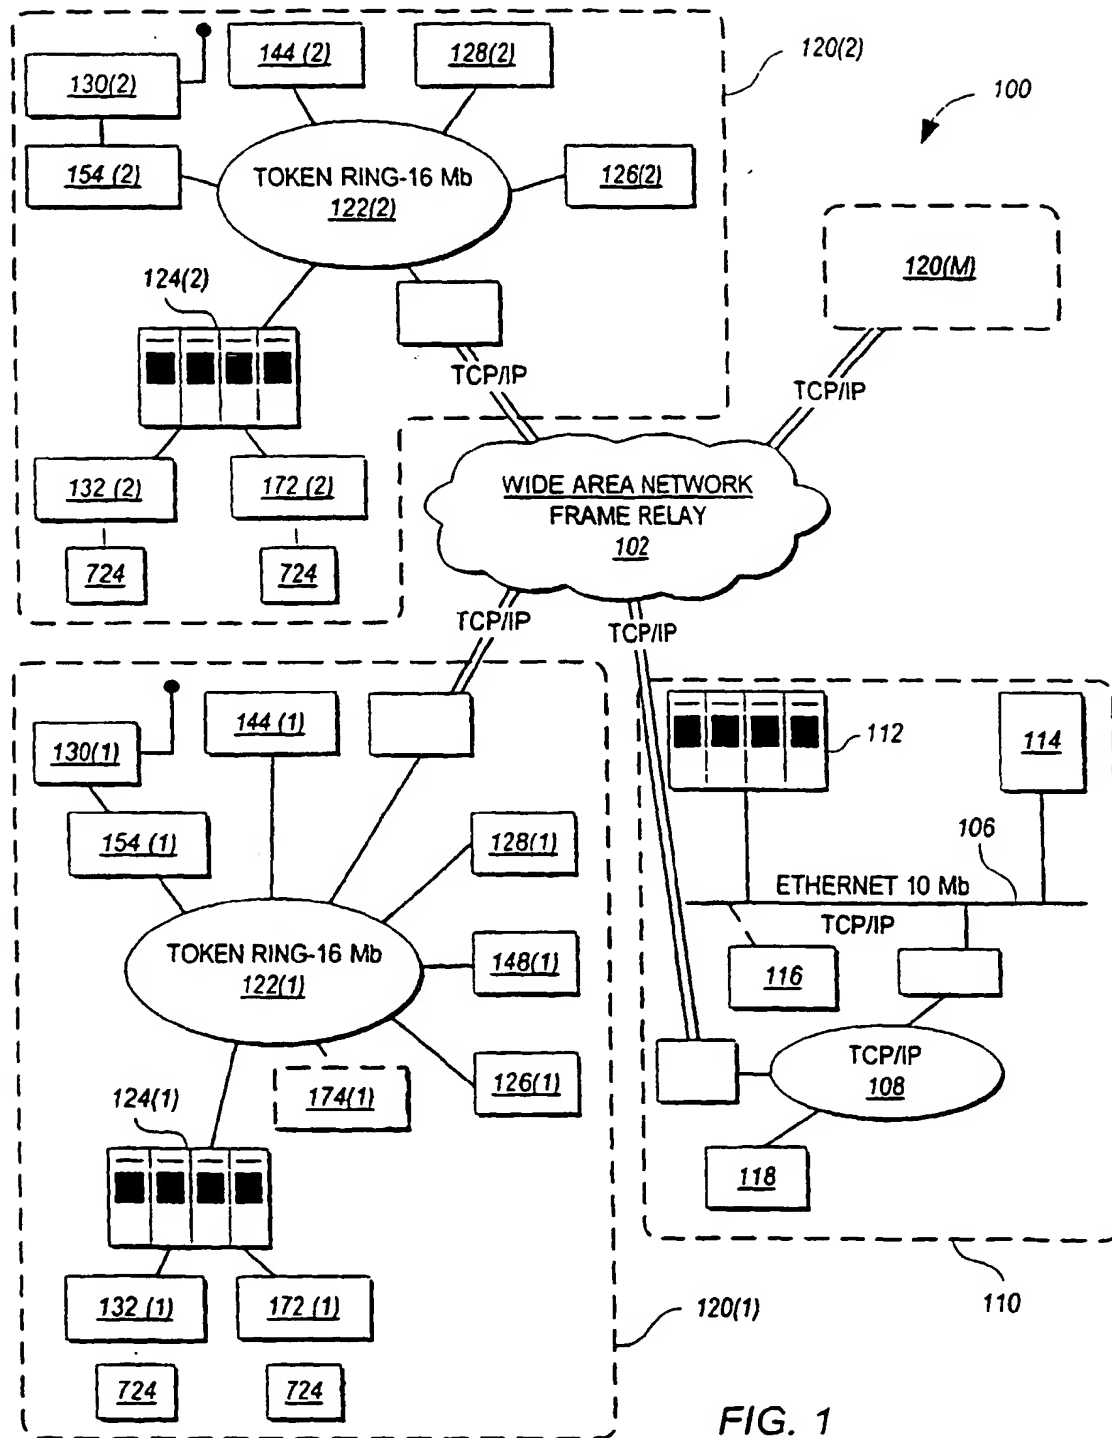 144 (2)
128(2)
120(2)
130(2)
100
154 (2)
TOKEN RING-16 Mb
122(2)
126(2)
120(M)
124(2)
TCP/IP
TCP/IP
132 (2)
172 (2)
WIDE AREA NETWORK
FRAME RELAY
102
724
724
TCP/IP
TCP/IP
144 (1)
130(1)
112
114
154 (1)
128(1)
106
ETHERNET 10 Mb
TCP/IP
TOKEN RING-16 Mb
122(1)
148(1)
116
126(1)
174(1)
TCP/IP
108
124(1)
118
132 (1)
172 (1)
120(1)
110
724
724
FIG. 1